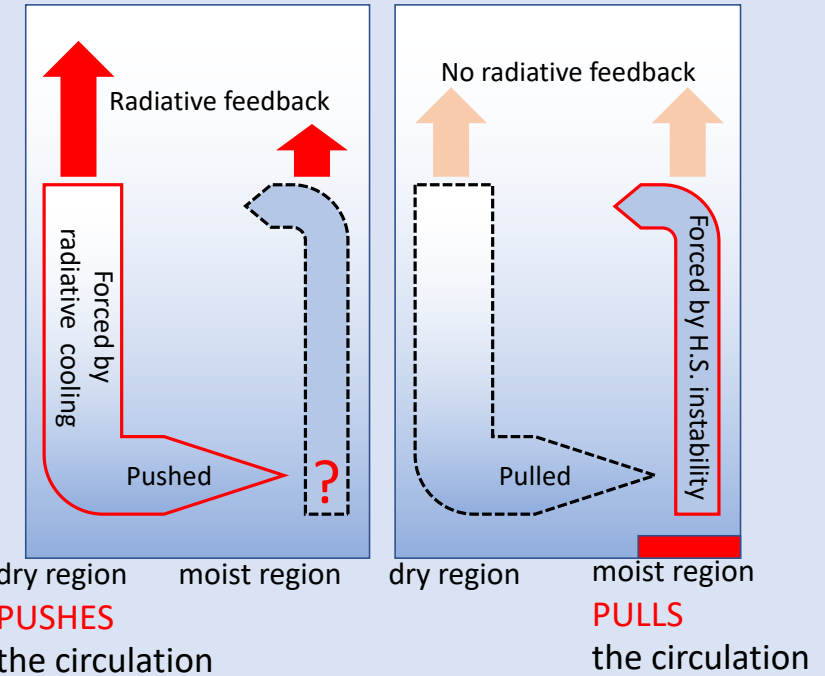 Radiative feedback
Forced by
radiative cooling
Pushed
?
dry region
moist region
PUSHES
the circulation
No radiative feedback
Pulled
Forced by H.S. instability
dry region
moist region
PULLS
the circulation